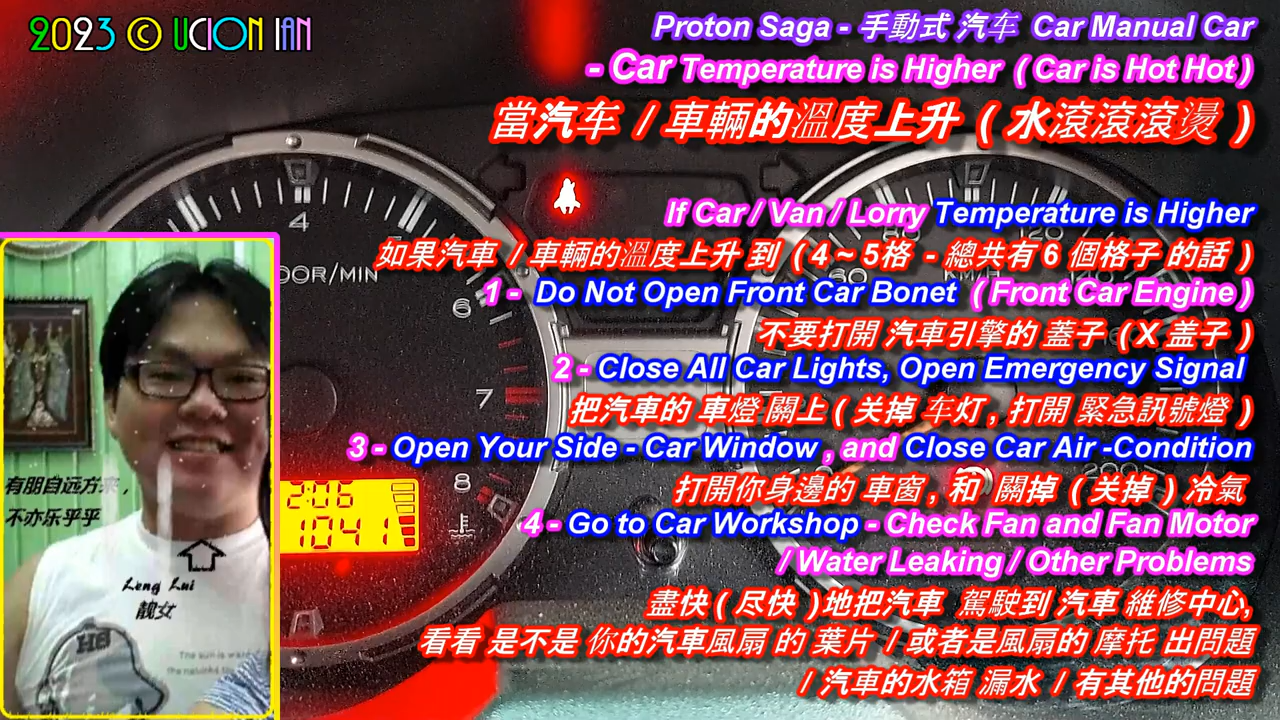 2023 © UCION IAN
Proton Saga - 手動式 汽车 Car Manual Car
- Car Temperature is Higher ( Car is Hot Hot )
當汽车 / 車輛的溫度上升 ( 水滾滾滾燙 )
If Car / Van / Lorry Temperature is Higher
如果汽車 / 車輛的溫度上升 到 ( 4 ~ 5格 - 總共有 6 個格子 的話 )
1 - Do Not Open Front Car Bonet ( Front Car Engine )
不要打開 汽車引擎的 蓋子 ( X 盖子 )
2 - Close All Car Lights, Open Emergency Signal
把汽車的 車燈 關上 ( 关掉 车灯 , 打開 緊急訊號燈 )
3 - Open Your Side - Car Window , and Close Car Air -Condition
打開你身邊的 車窗 , 和 關掉 ( 关掉 ) 冷氣
4 - Go to Car Workshop - Check Fan and Fan Motor
/ Water Leaking / Other Problems
盡快 ( 尽快 )地把汽車 駕駛到 汽車 維修中心,
看看 是不是 你的汽車風扇 的 葉片 / 或者是風扇的 摩托 出問題
/ 汽車的水箱 漏水 / 有其他的問題
4
6
7
8
80
120
60
KM/H
200
OOR/MIN
2:06
1041
有朋自远方来 ,
不亦乐乎乎
Leng Lui
靓女
The sun is war